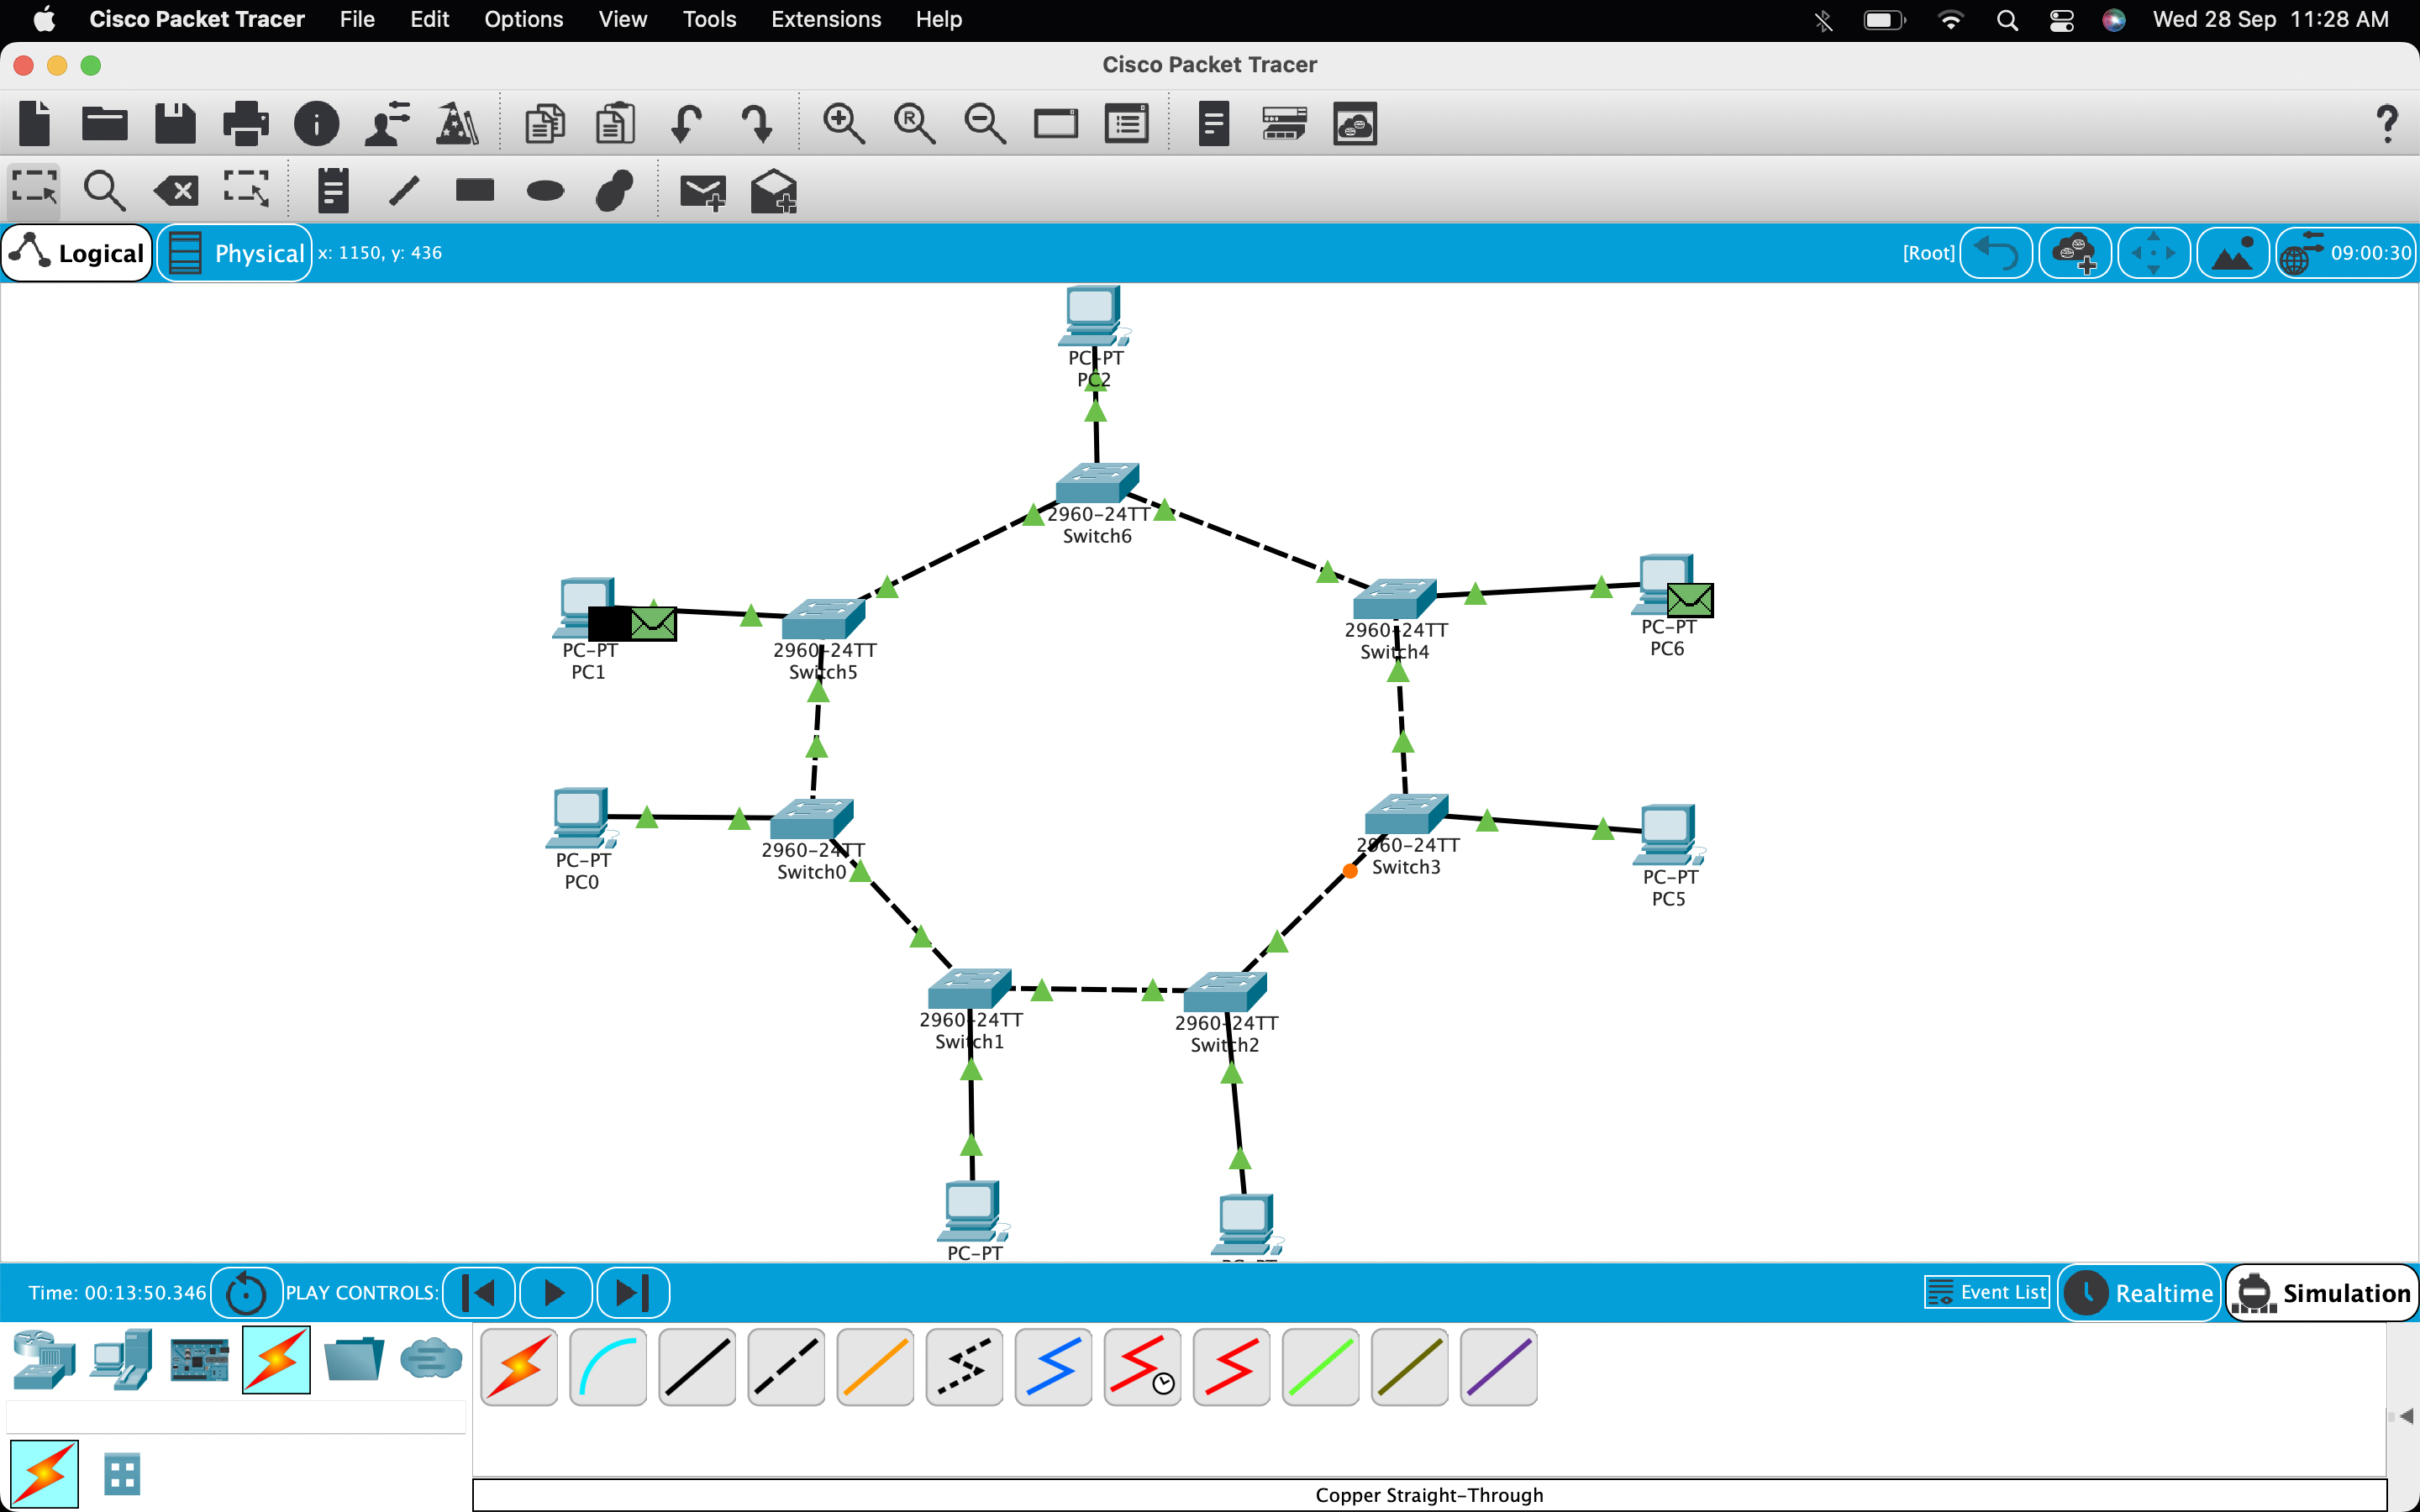 Cisco Packet Tracer File Edit Options View Tools Extensions Help Wed 28 Sep 11:28 AM
Cisco Packet Tracer
Logical Physical x: 1150, y: 436 [Root] 09:00:30
PC-PT
PC2
2960-24TT
Switch6
PC-PT
PC1
2960-24TT
Switch5
2960-24TT
Switch4
PC-PT
PC6
PC-PT
PC0
2960-24TT
Switch0
2960-24TT
Switch3
PC-PT
PC5
2960-24TT
Switch1
2960-24TT
Switch2
PC-PT
Time: 00:13:50.346 PLAY CONTROLS: Event List Realtime Simulation
Copper Straight-Through